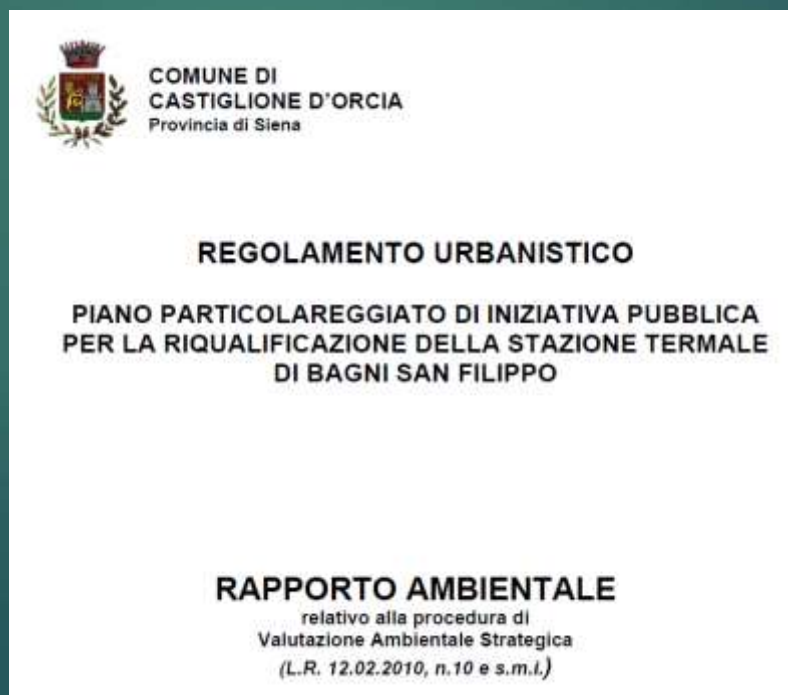 COMUNE DI
CASTIGLIONE D'ORCIA
Provincia di Siena
REGOLAMENTO URBANISTICO
PIANO PARTICOLAREGGIATO DI INIZIATIVA PUBBLICA
PER LA RIQUALIFICAZIONE DELLA STAZIONE TERMALE
DI BAGNI SAN FILIPPO
RAPPORTO AMBIENTALE
relativo alla procedura di
Valutazione Ambientale Strategica
(L.R. 12.02.2010, n.10 e s.m.i.)